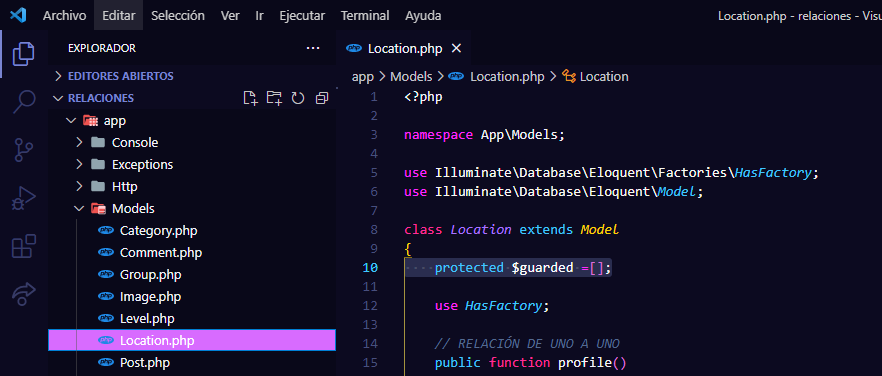 Archivo Editar Selección Ver Ir Ejecutar Terminal Ayuda Location.php - relaciones - Visu
EXPLORADOR ...
EDITORES ABIERTOS
RELACIONES
app
Console
Exceptions
Http
Models
Category.php
Comment.php
Group.php
Image.php
Level.php
Location.php
Post.php
Location.php
app > Models > Location.php > Location
1 <?php
2
3 namespace App\Models;
4
5 use Illuminate\Database\Eloquent\Factories\HasFactory;
6 use Illuminate\Database\Eloquent\Model;
7
8 class Location extends Model
9 {
10 protected $guarded =[];
11
12 use HasFactory;
13
14 // RELACIÓN DE UNO A UNO
15 public function profile()